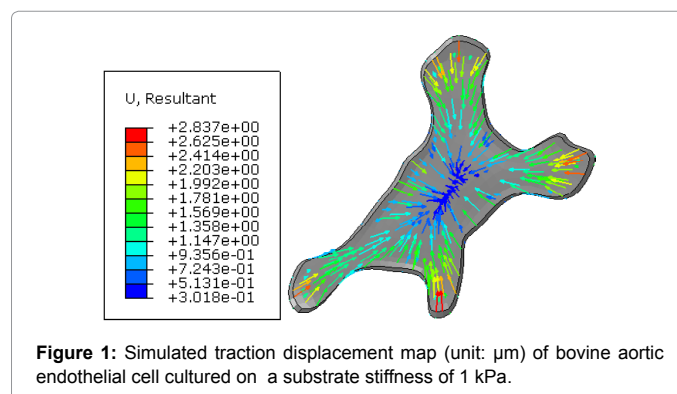 U, Resultant
+2.837e+00
+2.625e+00
+2.414e+00
+2.203e+00
+1.992e+00
+1.781e+00
+1.569e+00
+1.358e+00
+1.147e+00
+9.356e-01
+7.243e-01
+5.131e-01
+3.018e-01
Figure 1: Simulated traction displacement map (unit: µm) of bovine aortic
endothelial cell cultured on a substrate stiffness of 1 kPa.